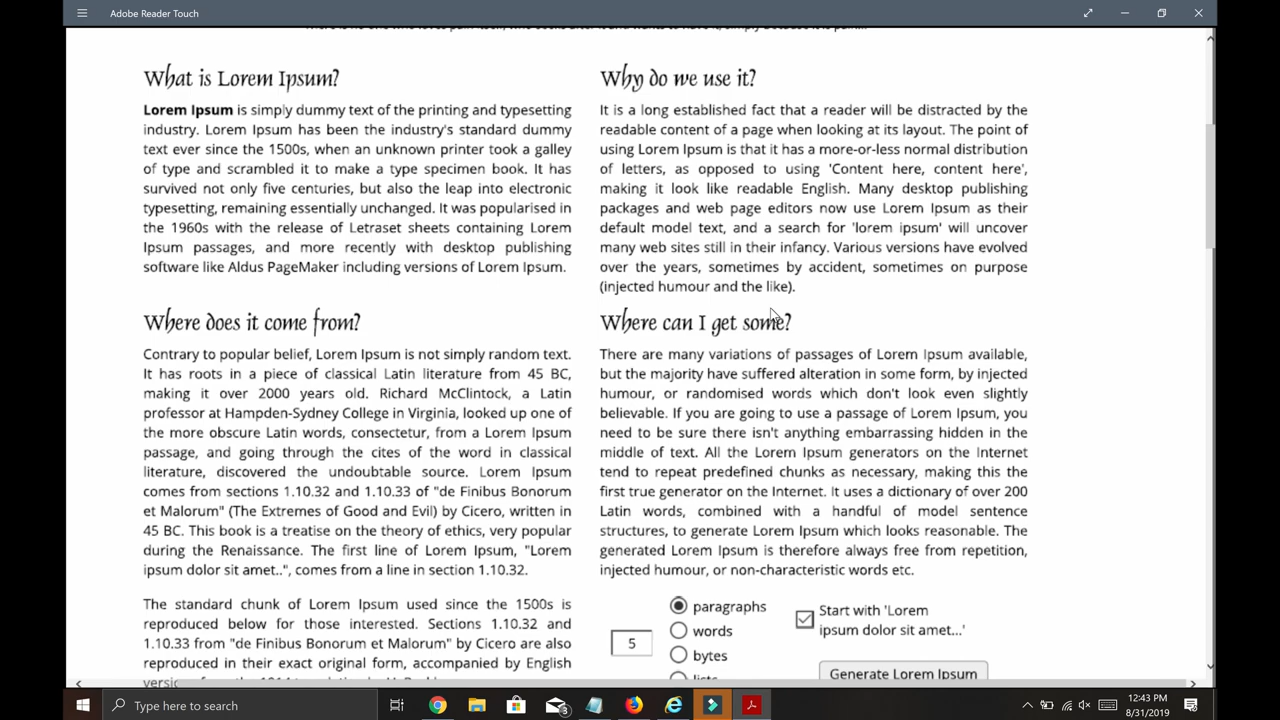 Adobe Reader Touch
What is Lorem Ipsum?
Lorem Ipsum is simply dummy text of the printing and typesetting
industry. Lorem Ipsum has been the industry's standard dummy
text ever since the 1500s, when an unknown printer took a galley
of type and scrambled it to make a type specimen book. It has
survived not only five centuries, but also the leap into electronic
typesetting, remaining essentially unchanged. It was popularised in
the 1960s with the release of Letraset sheets containing Lorem
Ipsum passages, and more recently with desktop publishing
software like Aldus PageMaker including versions of Lorem Ipsum.
Where does it come from?
Contrary to popular belief, Lorem Ipsum is not simply random text.
It has roots in a piece of classical Latin literature from 45 BC,
making it over 2000 years old. Richard McClintock, a Latin
professor at Hampden-Sydney College in Virginia, looked up one of
the more obscure Latin words, consectetur, from a Lorem Ipsum
passage, and going through the cites of the word in classical
literature, discovered the undoubtable source. Lorem Ipsum
comes from sections 1.10.32 and 1.10.33 of "de Finibus Bonorum
et Malorum" (The Extremes of Good and Evil) by Cicero, written in
45 BC. This book is a treatise on the theory of ethics, very popular
during the Renaissance. The first line of Lorem Ipsum, "Lorem
ipsum dolor sit amet..", comes from a line in section 1.10.32.
The standard chunk of Lorem Ipsum used since the 1500s is
reproduced below for those interested. Sections 1.10.32 and
1.10.33 from "de Finibus Bonorum et Malorum" by Cicero are also
reproduced in their exact original form, accompanied by English
Why do we use it?
It is a long established fact that a reader will be distracted by the
readable content of a page when looking at its layout. The point of
using Lorem Ipsum is that it has a more-or-less normal distribution
of letters, as opposed to using 'Content here, content here',
making it look like readable English. Many desktop publishing
packages and web page editors now use Lorem Ipsum as their
default model text, and a search for 'lorem ipsum' will uncover
many web sites still in their infancy. Various versions have evolved
over the years, sometimes by accident, sometimes on purpose
(injected humour and the like).
Where can I get some?
There are many variations of passages of Lorem Ipsum available,
but the majority have suffered alteration in some form, by injected
humour, or randomised words which don't look even slightly
believable. If you are going to use a passage of Lorem Ipsum, you
need to be sure there isn't anything embarrassing hidden in the
middle of text. All the Lorem Ipsum generators on the Internet
tend to repeat predefined chunks as necessary, making this the
first true generator on the Internet. It uses a dictionary of over 200
Latin words, combined with a handful of model sentence
structures, to generate Lorem Ipsum which looks reasonable. The
generated Lorem Ipsum is therefore always free from repetition,
injected humour, or non-characteristic words etc.
5
paragraphs
words
bytes
Start with 'Lorem
ipsum dolor sit amet...'
Generate Lorem Ipsum
Type here to search
3
12:43 PM
8/31/2019